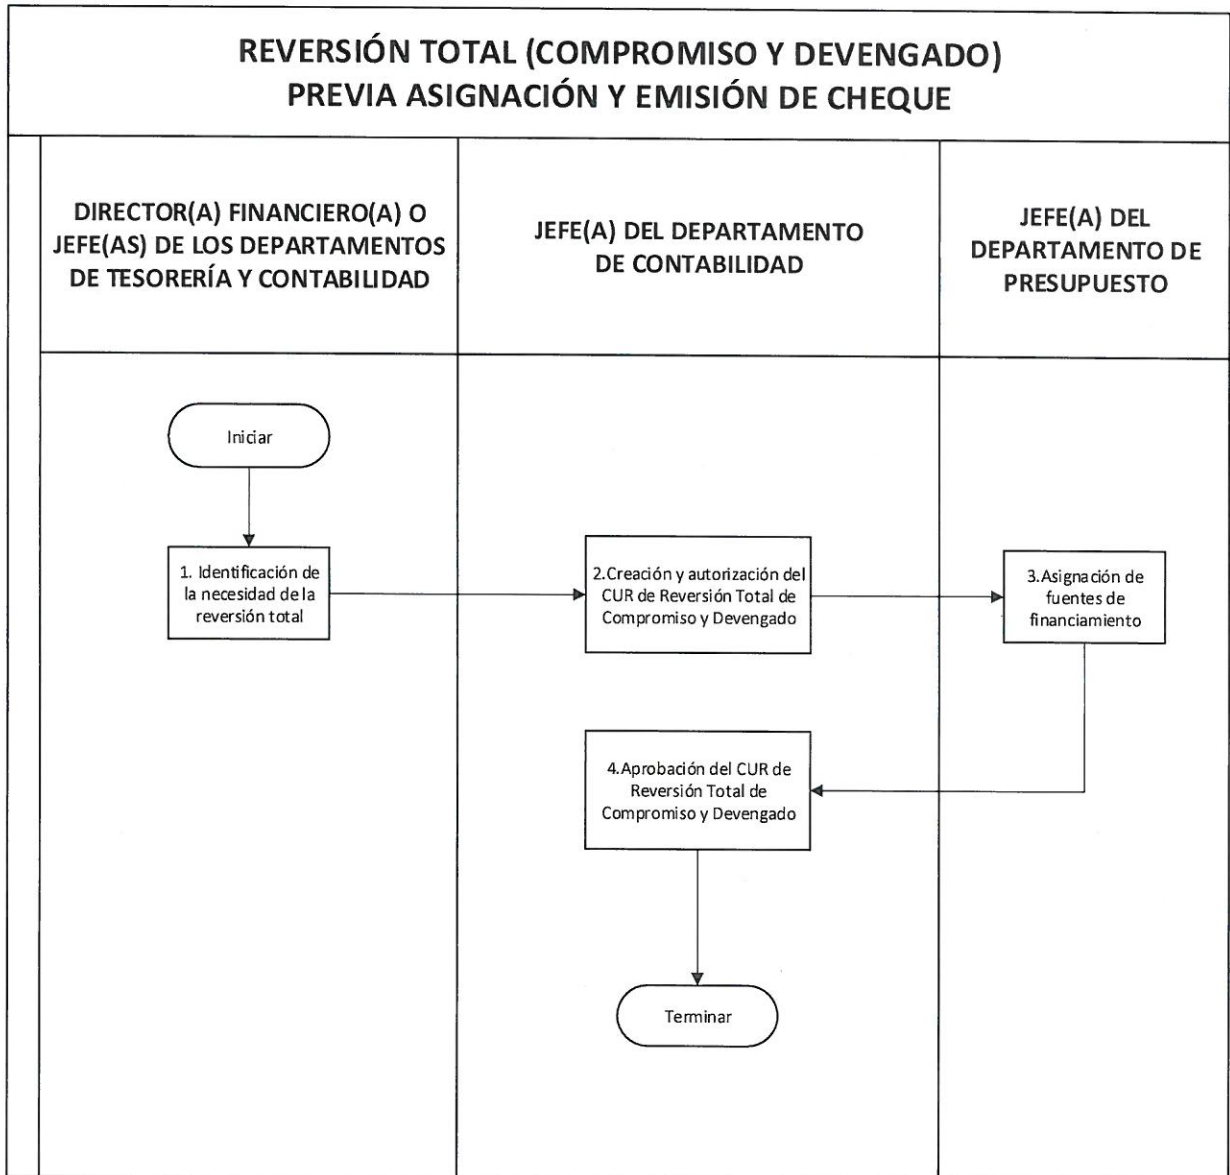 REVERSIÓN TOTAL (COMPROMISO Y DEVENGADO)
PREVIA ASIGNACIÓN Y EMISIÓN DE CHEQUE
DIRECTOR(A) FINANCIERO(A) O
JEFE(AS) DE LOS DEPARTAMENTOS
DE TESORERÍA Y CONTABILIDAD
JEFE(A) DEL DEPARTAMENTO
DE CONTABILIDAD
JEFE(A) DEL
DEPARTAMENTO DE
PRESUPUESTO
Iniciar
1. Identificación de
la necesidad de la
reversión total
2.Creación y autorización del
CUR de Reversión Total de
Compromiso y Devengado
3.Asignación de
fuentes de
financiamiento
4.Aprobación del CUR de
Reversión Total de
Compromiso y Devengado
Terminar